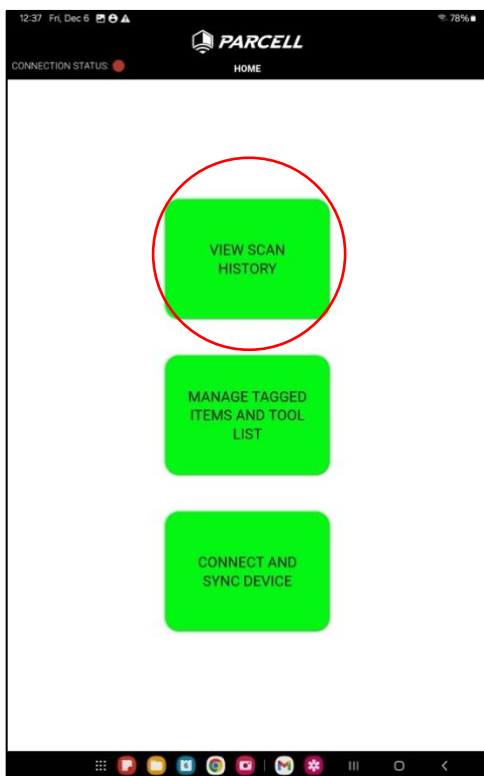 12:37 Fri, Dec 6
78%
PARCELL
CONNECTION STATUS:
HOME
VIEW SCAN
HISTORY
MANAGE TAGGED
ITEMS AND TOOL
LIST
CONNECT AND
SYNC DEVICE